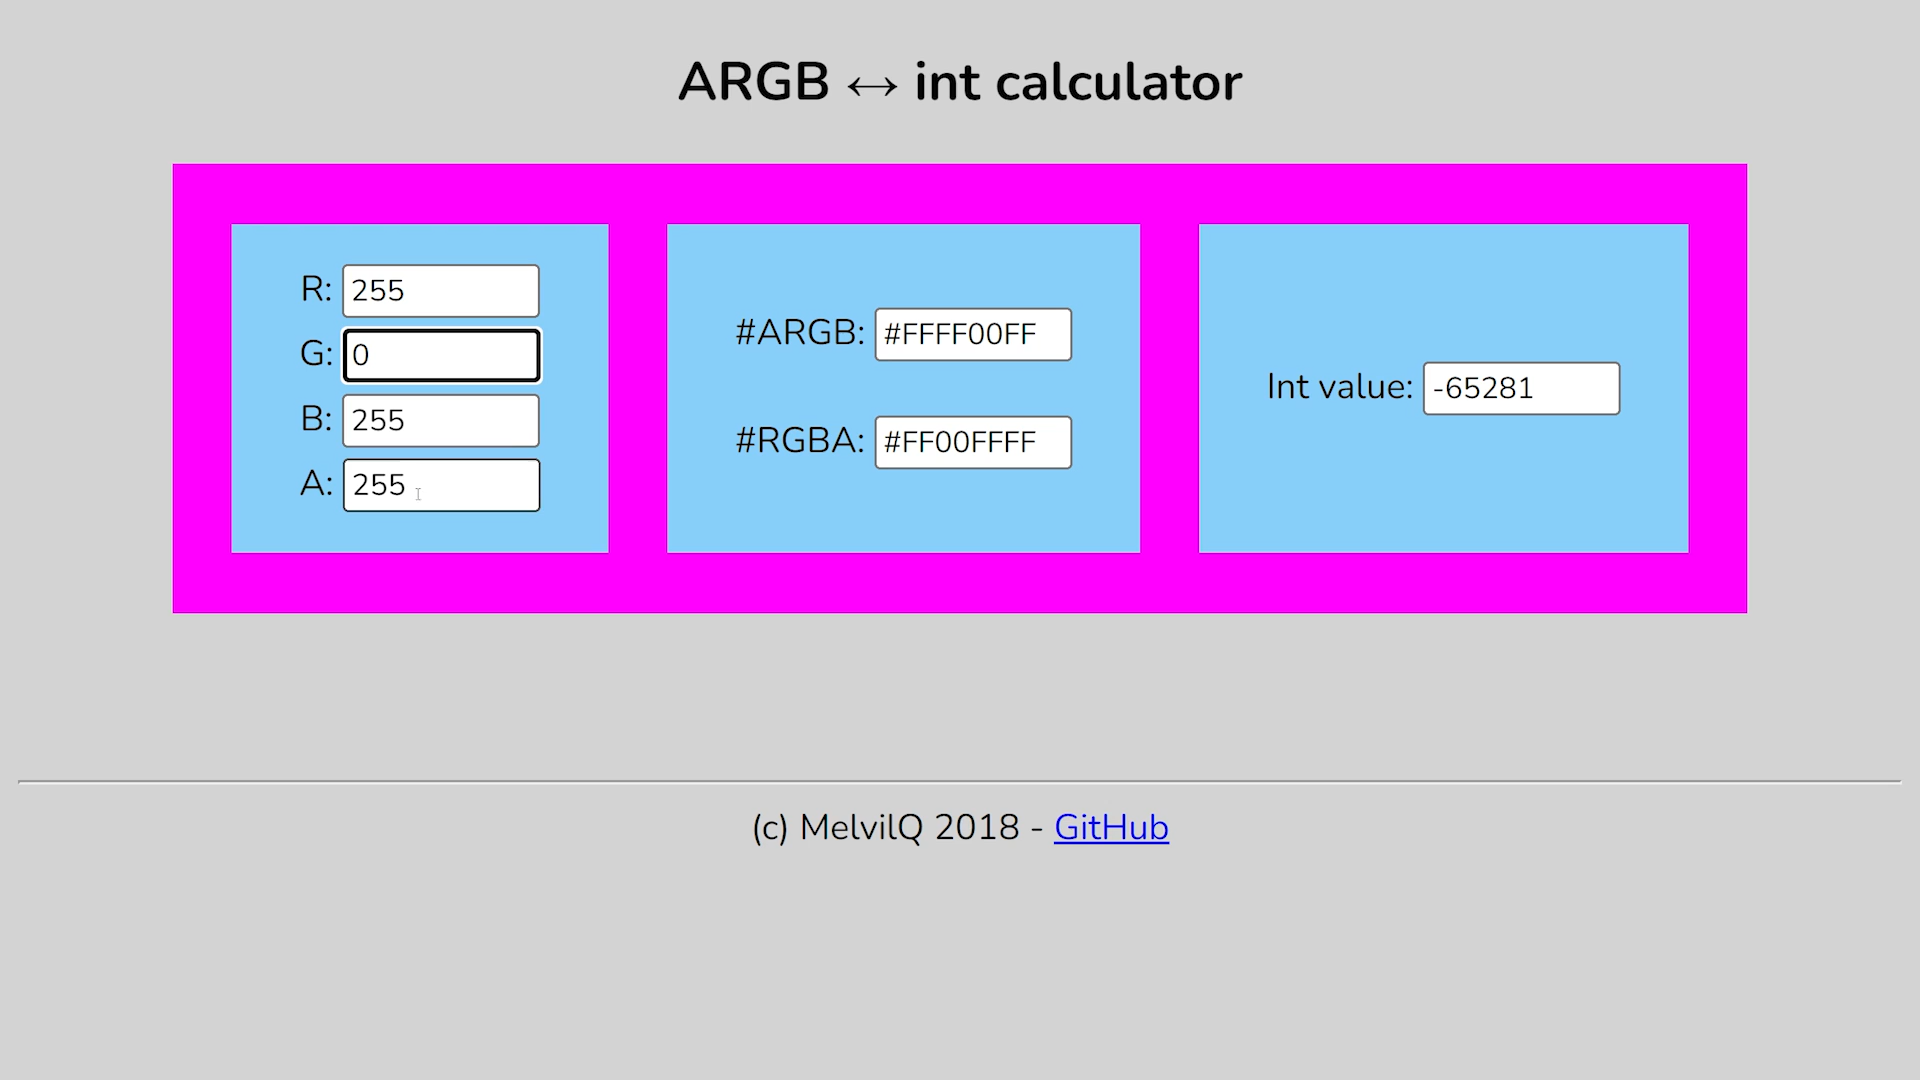 ARGB ↔ int calculator
R: 255
G: 0
B: 255
A: 255
#ARGB: #FFFF00FF
#RGBA: #FF00FFFF
Int value: -65281
(c) MelvilQ 2018 - GitHub